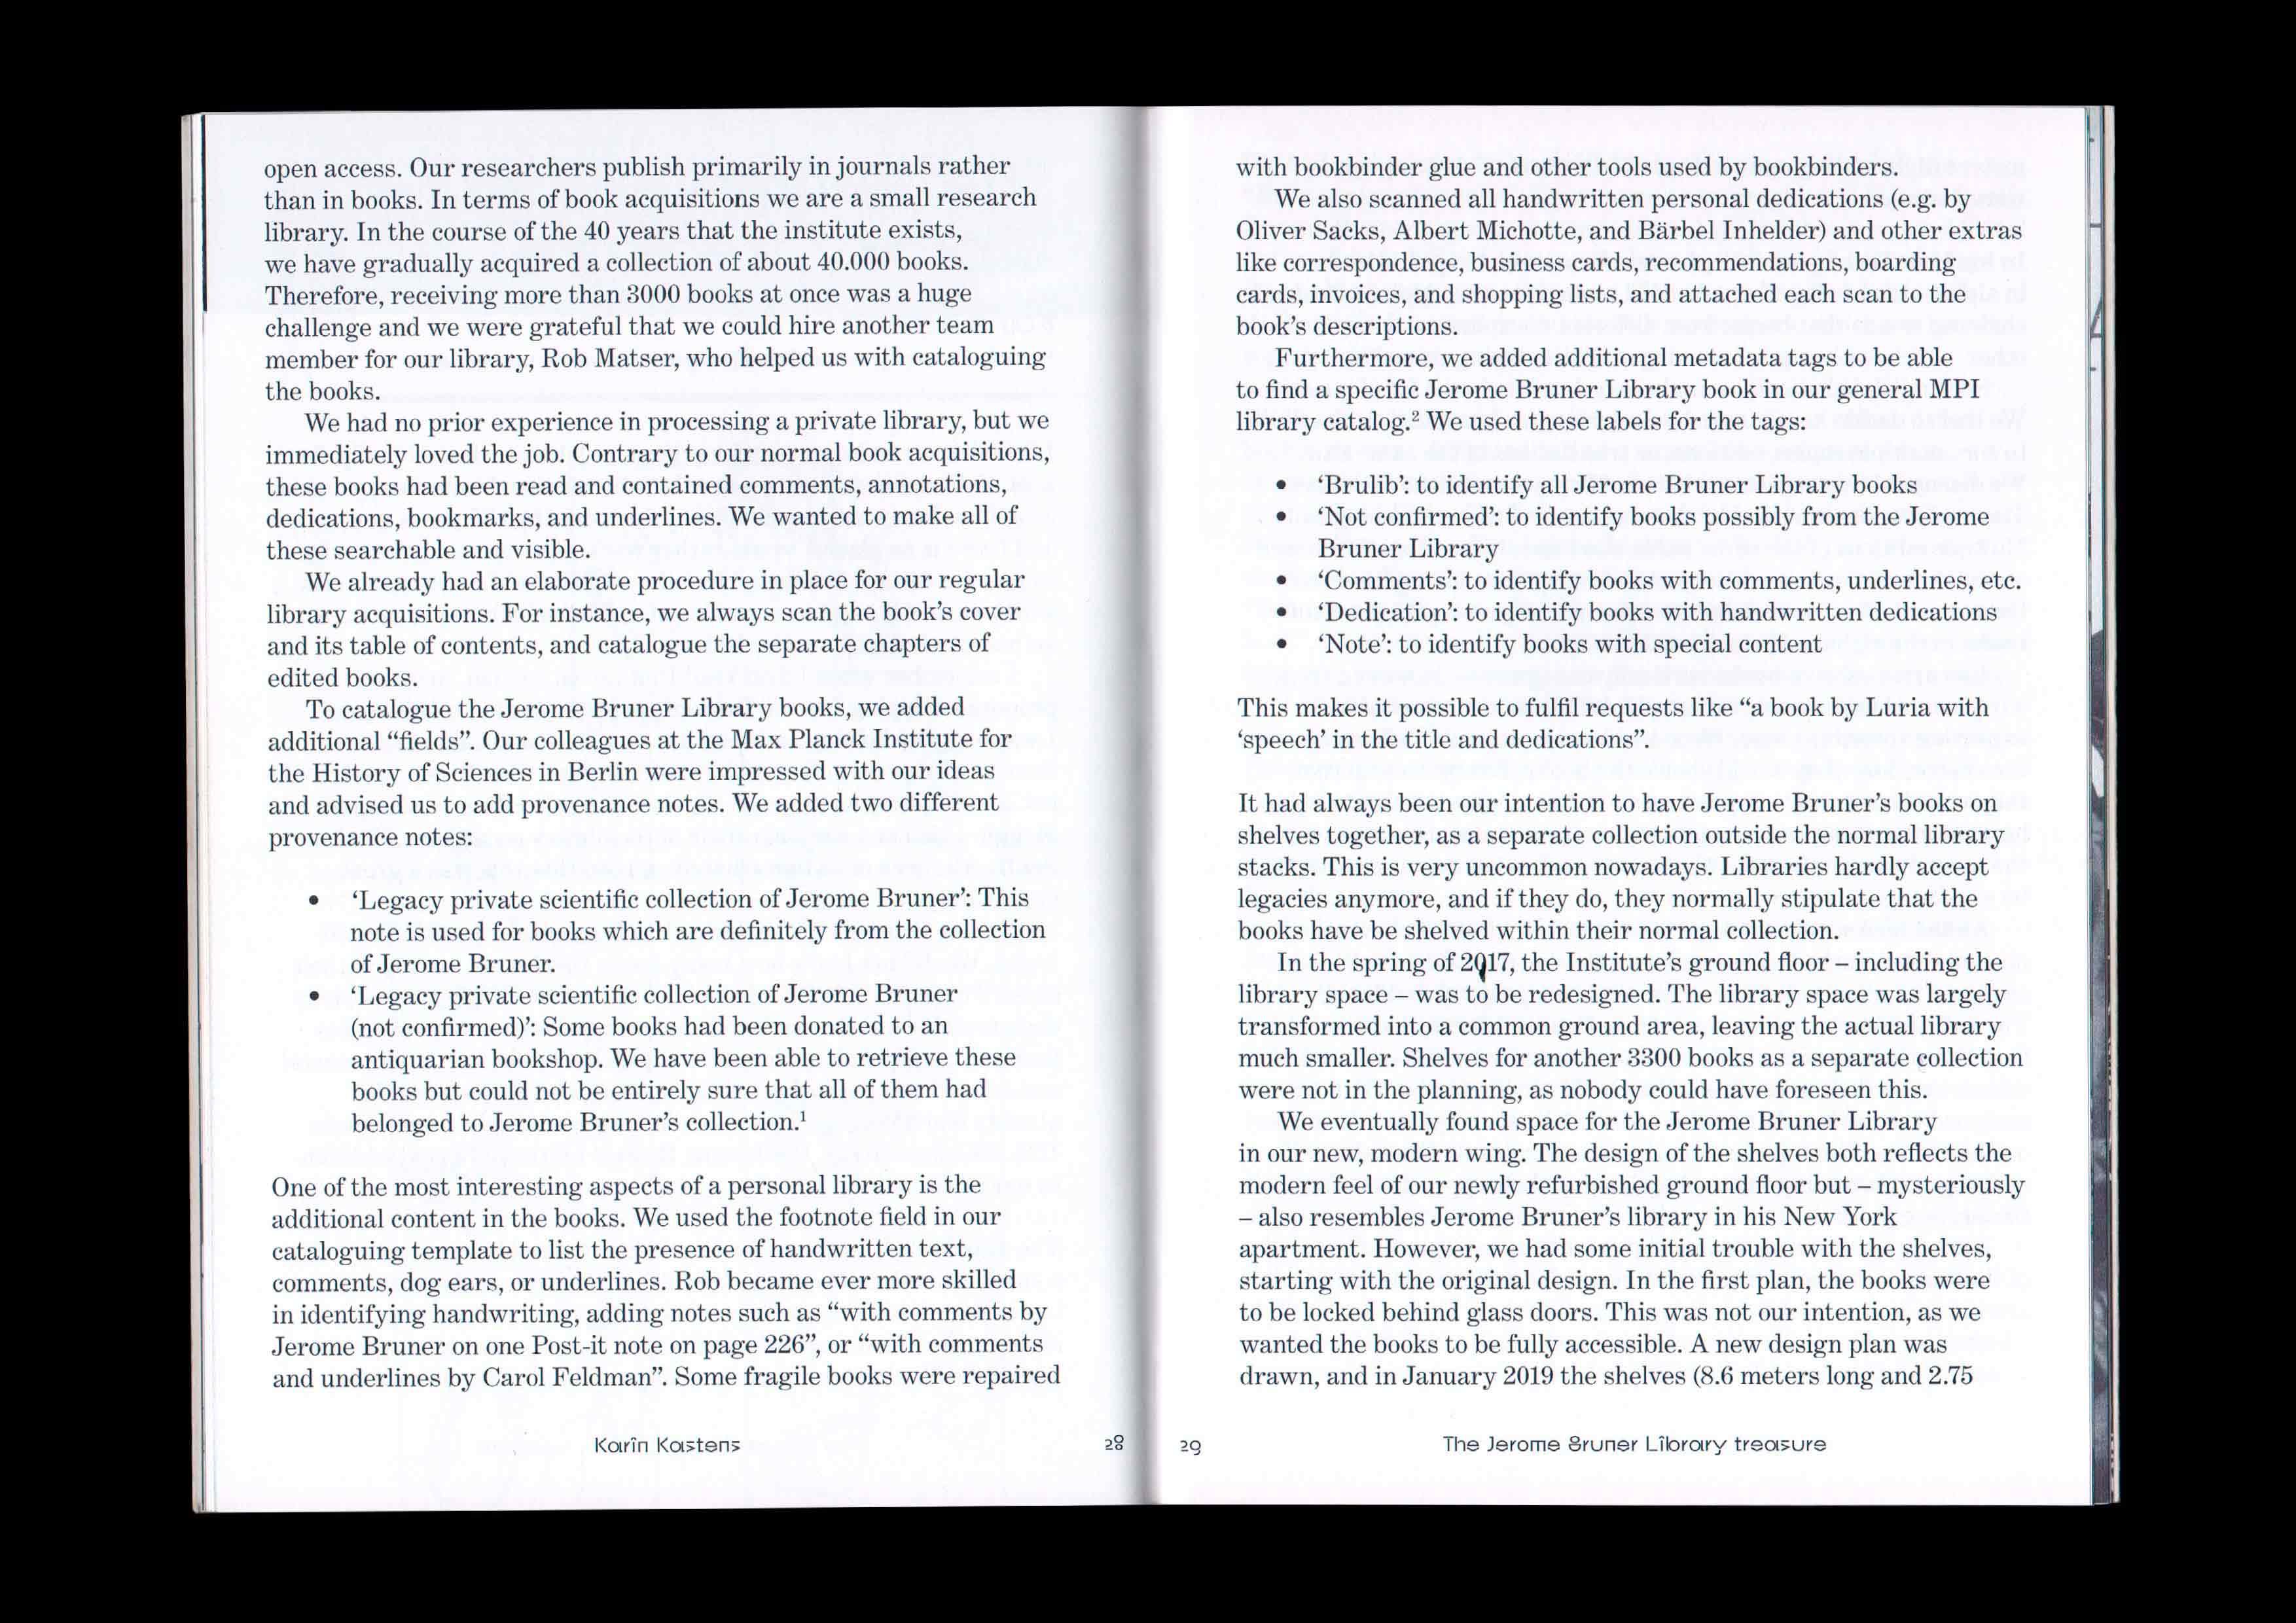 open access. Our researchers publish primarily in journals rather
than in books. In terms of book acquisitions we are a small research
library. In the course of the 40 years that the institute exists,
we have gradually acquired a collection of about 40.000 books.
Therefore, receiving more than 3000 books at once was a huge
challenge and we were grateful that we could hire another team
member for our library, Rob Matser, who helped us with cataloguing
the books.
We had no prior experience in processing a private library, but we
immediately loved the job. Contrary to our normal book acquisitions,
these books had been read and contained comments, annotations,
dedications, bookmarks, and underlines. We wanted to make all of
these searchable and visible.
We already had an elaborate procedure in place for our regular
library acquisitions. For instance, we always scan the book’s cover
and its table of contents, and catalogue the separate chapters of
edited books.
To catalogue the Jerome Bruner Library books, we added
additional “fields”. Our colleagues at the Max Planck Institute for
the History of Sciences in Berlin were impressed with our ideas
and advised us to add provenance notes. We added two different
provenance notes:
• ‘Legacy private scientific collection of Jerome Bruner’: This
note is used for books which are definitely from the collection
of Jerome Bruner.
• ‘Legacy private scientific collection of Jerome Bruner
(not confirmed)’: Some books had been donated to an
antiquarian bookshop. We have been able to retrieve these
books but could not be entirely sure that all of them had
belonged to Jerome Bruner’s collection.¹
One of the most interesting aspects of a personal library is the
additional content in the books. We used the footnote field in our
cataloguing template to list the presence of handwritten text,
comments, dog ears, or underlines. Rob became ever more skilled
in identifying handwriting, adding notes such as “with comments by
Jerome Bruner on one Post-it note on page 226”, or “with comments
and underlines by Carol Feldman”. Some fragile books were repaired
Karin Kastens
28
with bookbinder glue and other tools used by bookbinders.
We also scanned all handwritten personal dedications (e.g. by
Oliver Sacks, Albert Michotte, and Bärbel Inhelder) and other extras
like correspondence, business cards, recommendations, boarding
cards, invoices, and shopping lists, and attached each scan to the
book’s descriptions.
Furthermore, we added additional metadata tags to be able
to find a specific Jerome Bruner Library book in our general MPI
library catalog.² We used these labels for the tags:
• ‘Brulib’: to identify all Jerome Bruner Library books
• ‘Not confirmed’: to identify books possibly from the Jerome
Bruner Library
• ‘Comments’: to identify books with comments, underlines, etc.
• ‘Dedication’: to identify books with handwritten dedications
• ‘Note’: to identify books with special content
This makes it possible to fulfil requests like “a book by Luria with
‘speech’ in the title and dedications”.
It had always been our intention to have Jerome Bruner’s books on
shelves together, as a separate collection outside the normal library
stacks. This is very uncommon nowadays. Libraries hardly accept
legacies anymore, and if they do, they normally stipulate that the
books have be shelved within their normal collection.
In the spring of 2017, the Institute’s ground floor – including the
library space – was to be redesigned. The library space was largely
transformed into a common ground area, leaving the actual library
much smaller. Shelves for another 3300 books as a separate collection
were not in the planning, as nobody could have foreseen this.
We eventually found space for the Jerome Bruner Library
in our new, modern wing. The design of the shelves both reflects the
modern feel of our newly refurbished ground floor but – mysteriously
– also resembles Jerome Bruner’s library in his New York
apartment. However, we had some initial trouble with the shelves,
starting with the original design. In the first plan, the books were
to be locked behind glass doors. This was not our intention, as we
wanted the books to be fully accessible. A new design plan was
drawn, and in January 2019 the shelves (8.6 meters long and 2.75
29
The Jerome Bruner Library treasure